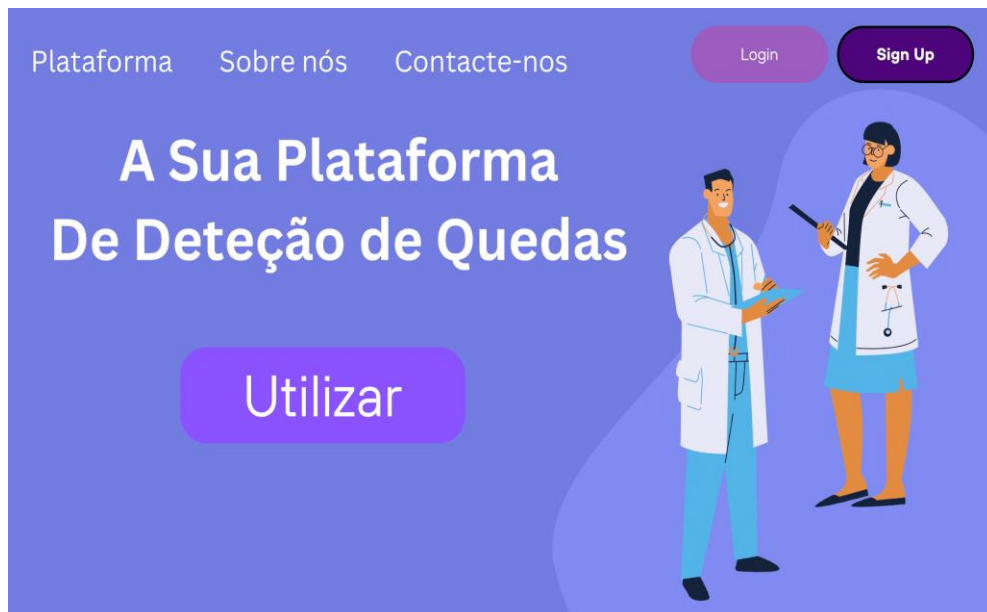 Plataforma Sobre nós Contacte-nos Login Sign Up
A Sua Plataforma
De Deteção de Quedas
Utilizar